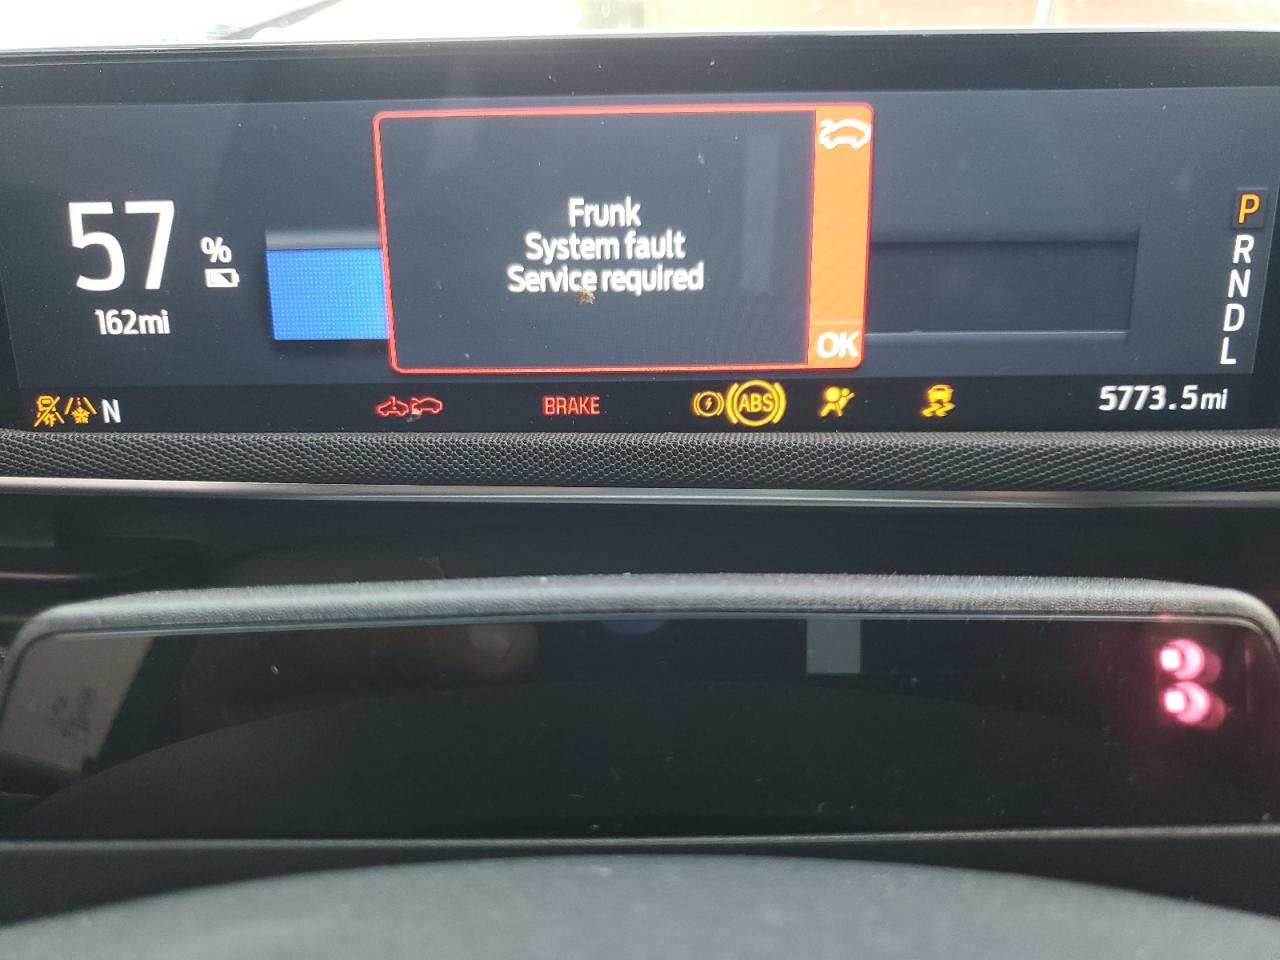 57 %
162mi
Frunk
System fault
Service required
OK
P
R
N
D
L
N
BRAKE
ABS
5773.5mi